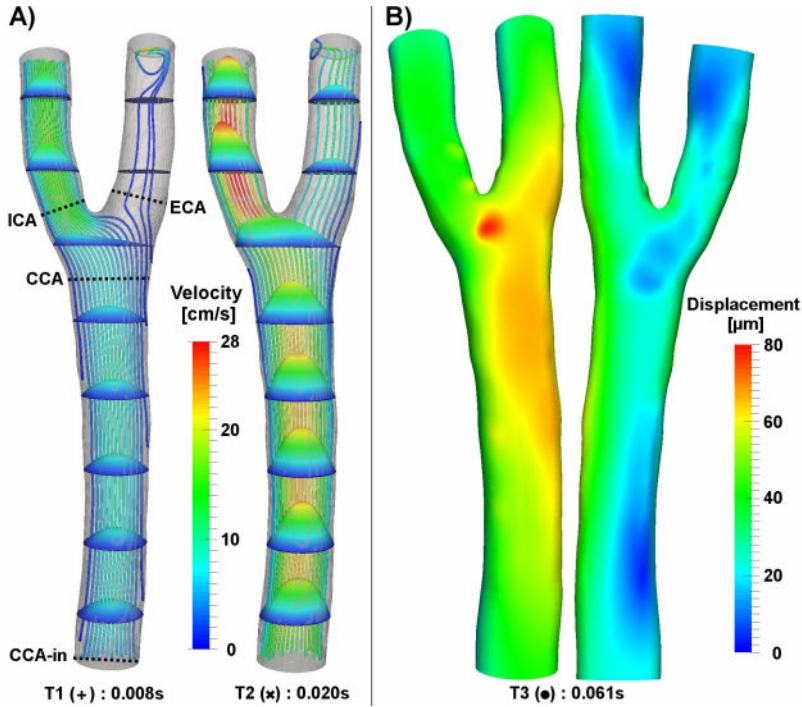 A)
B)
ICA
ECA
CCA
Velocity
[cm/s]
28
20
10
0
CCA-in
T1 (+) : 0.008s
T2 (×) : 0.020s
Displacement
[µm]
80
60
40
20
0
T3 (●) : 0.061s